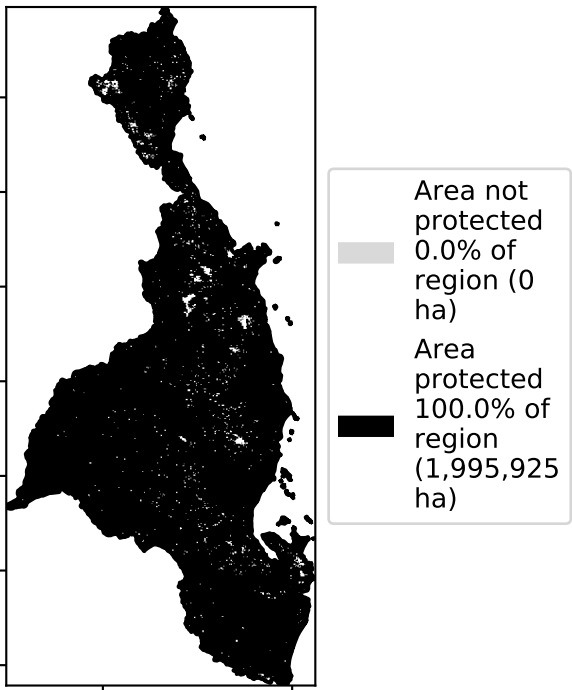 Area not
protected
0.0% of
region (0
ha)
Area
protected
100.0% of
region
(1,995,925
ha)